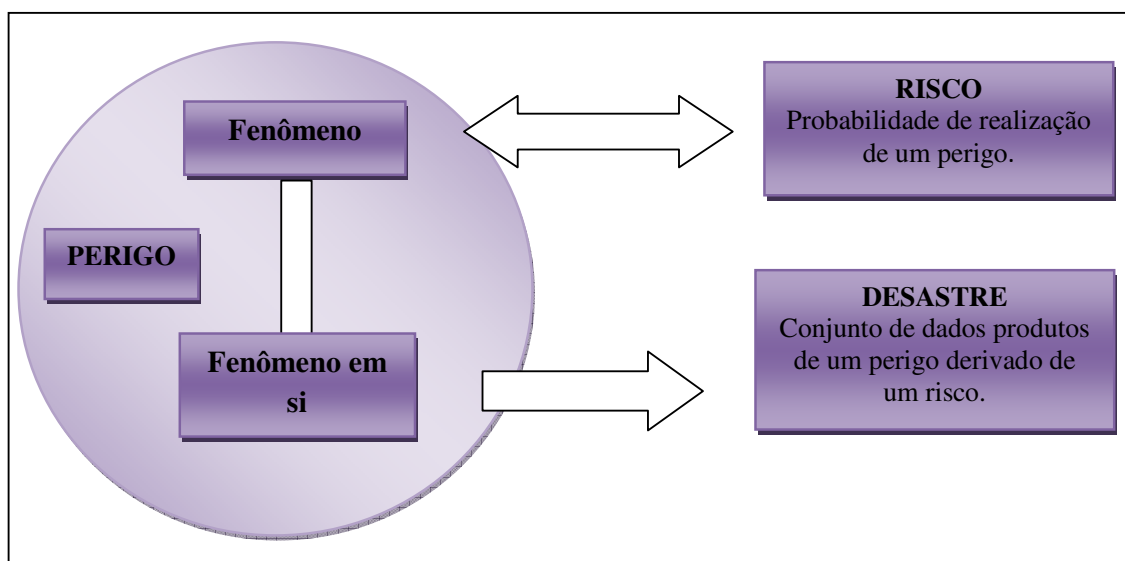 Fenômeno
PERIGO
Fenômeno em
si
RISCO
Probabilidade de realização
de um perigo.
DESASTRE
Conjunto de dados produtos
de um perigo derivado de
um risco.